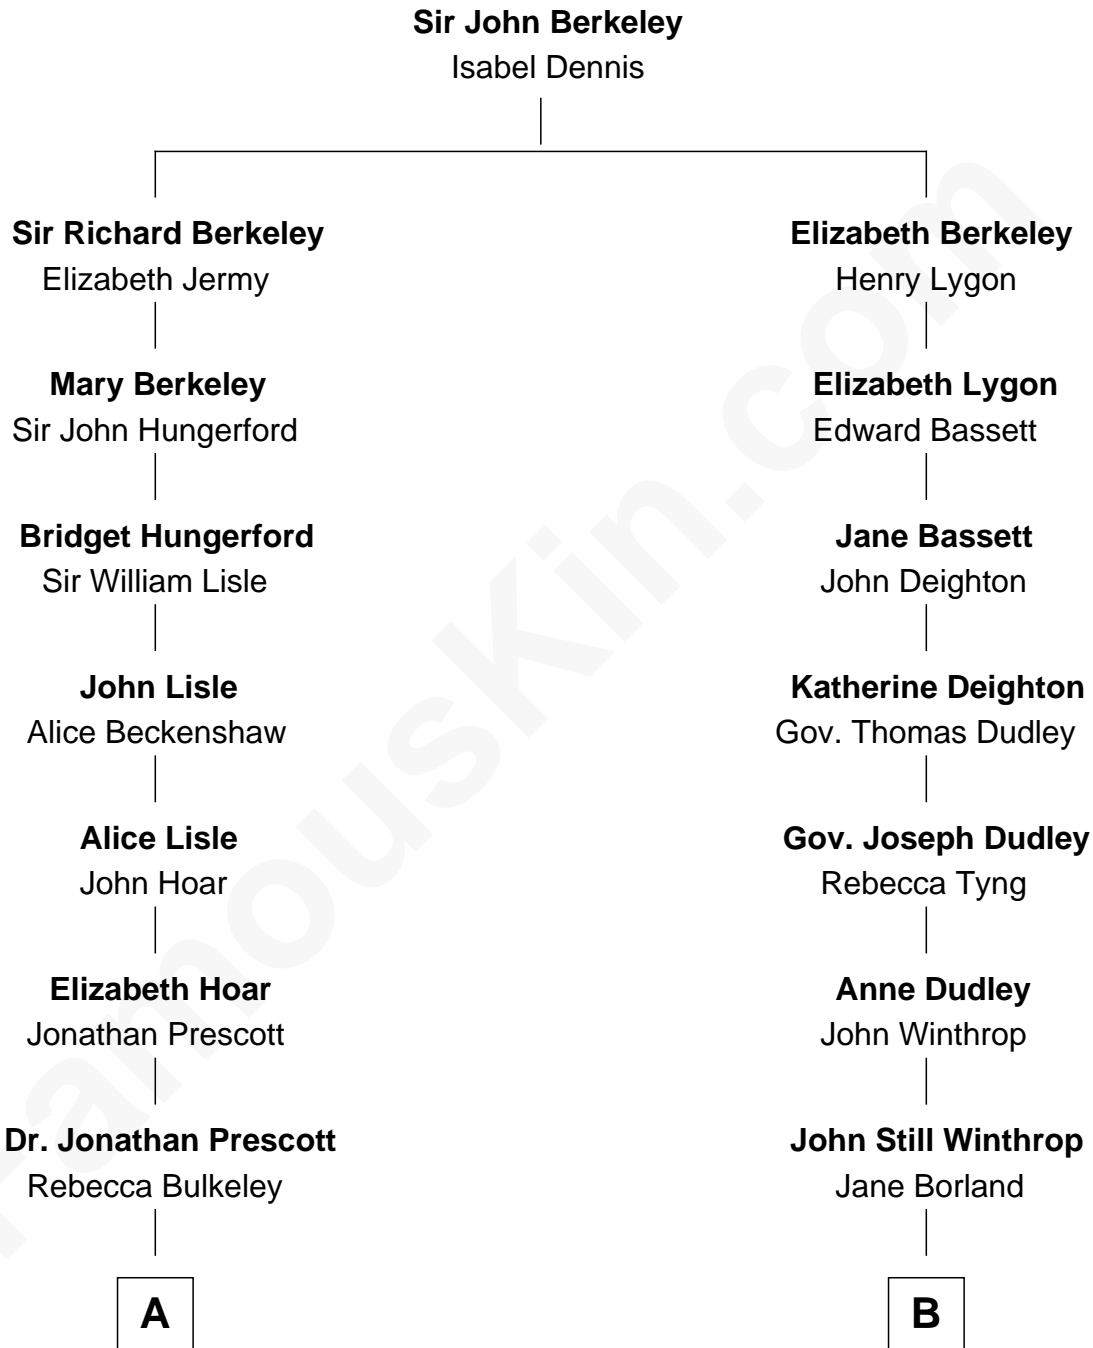 Sir John Berkeley
Isabel Dennis
Sir Richard Berkeley
Elizabeth Jermy
Elizabeth Berkeley
Henry Lygon
Mary Berkeley
Sir John Hungerford
Elizabeth Lygon
Edward Bassett
Bridget Hungerford
Sir William Lisle
Jane Bassett
John Deighton
John Lisle
Alice Beckenshaw
Katherine Deighton
Gov. Thomas Dudley
Alice Lisle
John Hoar
Gov. Joseph Dudley
Rebecca Tyng
Elizabeth Hoar
Jonathan Prescott
Anne Dudley
John Winthrop
Dr. Jonathan Prescott
Rebecca Bulkeley
John Still Winthrop
Jane Borland
A
B
FamousKin.com